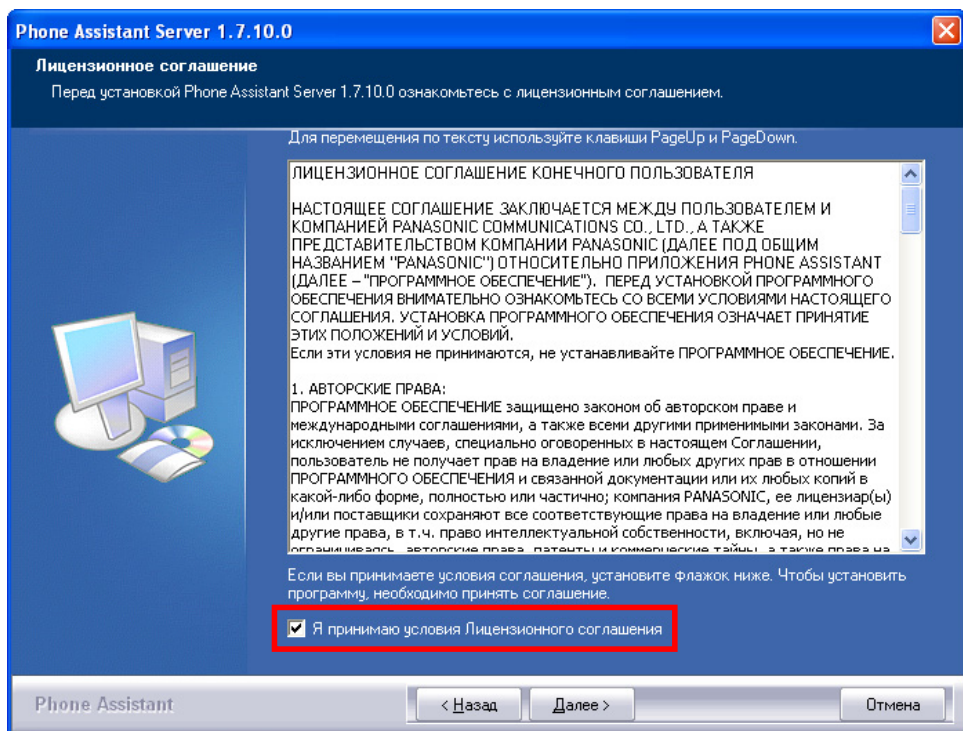 Phone Assistant Server 1.7.10.0
Лицензионное соглашение
Перед установкой Phone Assistant Server 1.7.10.0 ознакомьтесь с лицензионным соглашением.
Для перемещения по тексту используйте клавиши PageUp и PageDown.
ЛИЦЕНЗИОННОЕ СОГЛАШЕНИЕ КОНЕЧНОГО ПОЛЬЗОВАТЕЛЯ
НАСТОЯЩЕЕ СОГЛАШЕНИЕ ЗАКЛЮЧАЕТСЯ МЕЖДУ ПОЛЬЗОВАТЕЛЕМ И
КОМПАНИЕЙ PANASONIC COMMUNICATIONS CO., LTD., А ТАКЖЕ
ПРЕДСТАВИТЕЛЬСТВОМ КОМПАНИИ PANASONIC (ДАЛЕЕ ПОД ОБЩИМ
НАЗВАНИЕМ "PANASONIC") ОТНОСИТЕЛЬНО ПРИЛОЖЕНИЯ PHONE ASSISTANT
(ДАЛЕЕ – "ПРОГРАММНОЕ ОБЕСПЕЧЕНИЕ"). ПЕРЕД УСТАНОВКОЙ ПРОГРАММНОГО
ОБЕСПЕЧЕНИЯ ВНИМАТЕЛЬНО ОЗНАКОМЬТЕСЬ СО ВСЕМИ УСЛОВИЯМИ НАСТОЯЩЕГО
СОГЛАШЕНИЯ. УСТАНОВКА ПРОГРАММНОГО ОБЕСПЕЧЕНИЯ ОЗНАЧАЕТ ПРИНЯТИЕ
ЭТИХ ПОЛОЖЕНИЙ И УСЛОВИЙ.
Если эти условия не принимаются, не устанавливайте ПРОГРАММНОЕ ОБЕСПЕЧЕНИЕ.
1. АВТОРСКИЕ ПРАВА:
ПРОГРАММНОЕ ОБЕСПЕЧЕНИЕ защищено законом об авторском праве и
международными соглашениями, а также всеми другими применимыми законами. За
исключением случаев, специально оговоренных в настоящем Соглашении,
пользователь не получает прав на владение или любых других прав в отношении
ПРОГРАММНОГО ОБЕСПЕЧЕНИЯ и связанной документации или их любых копий в
какой-либо форме, полностью или частично; компания PANASONIC, ее лицензиар(ы)
и/или поставщики сохраняют все соответствующие права на владение или любые
другие права, в т.ч. право интеллектуальной собственности, включая, но не
ограничиваясь, авторские права, патенты и коммерческие тайны, а также права на
Если вы принимаете условия соглашения, установите флажок ниже. Чтобы установить
программу, необходимо принять соглашение.
Я принимаю условия Лицензионного соглашения
Phone Assistant
< Назад
Далее >
Отмена